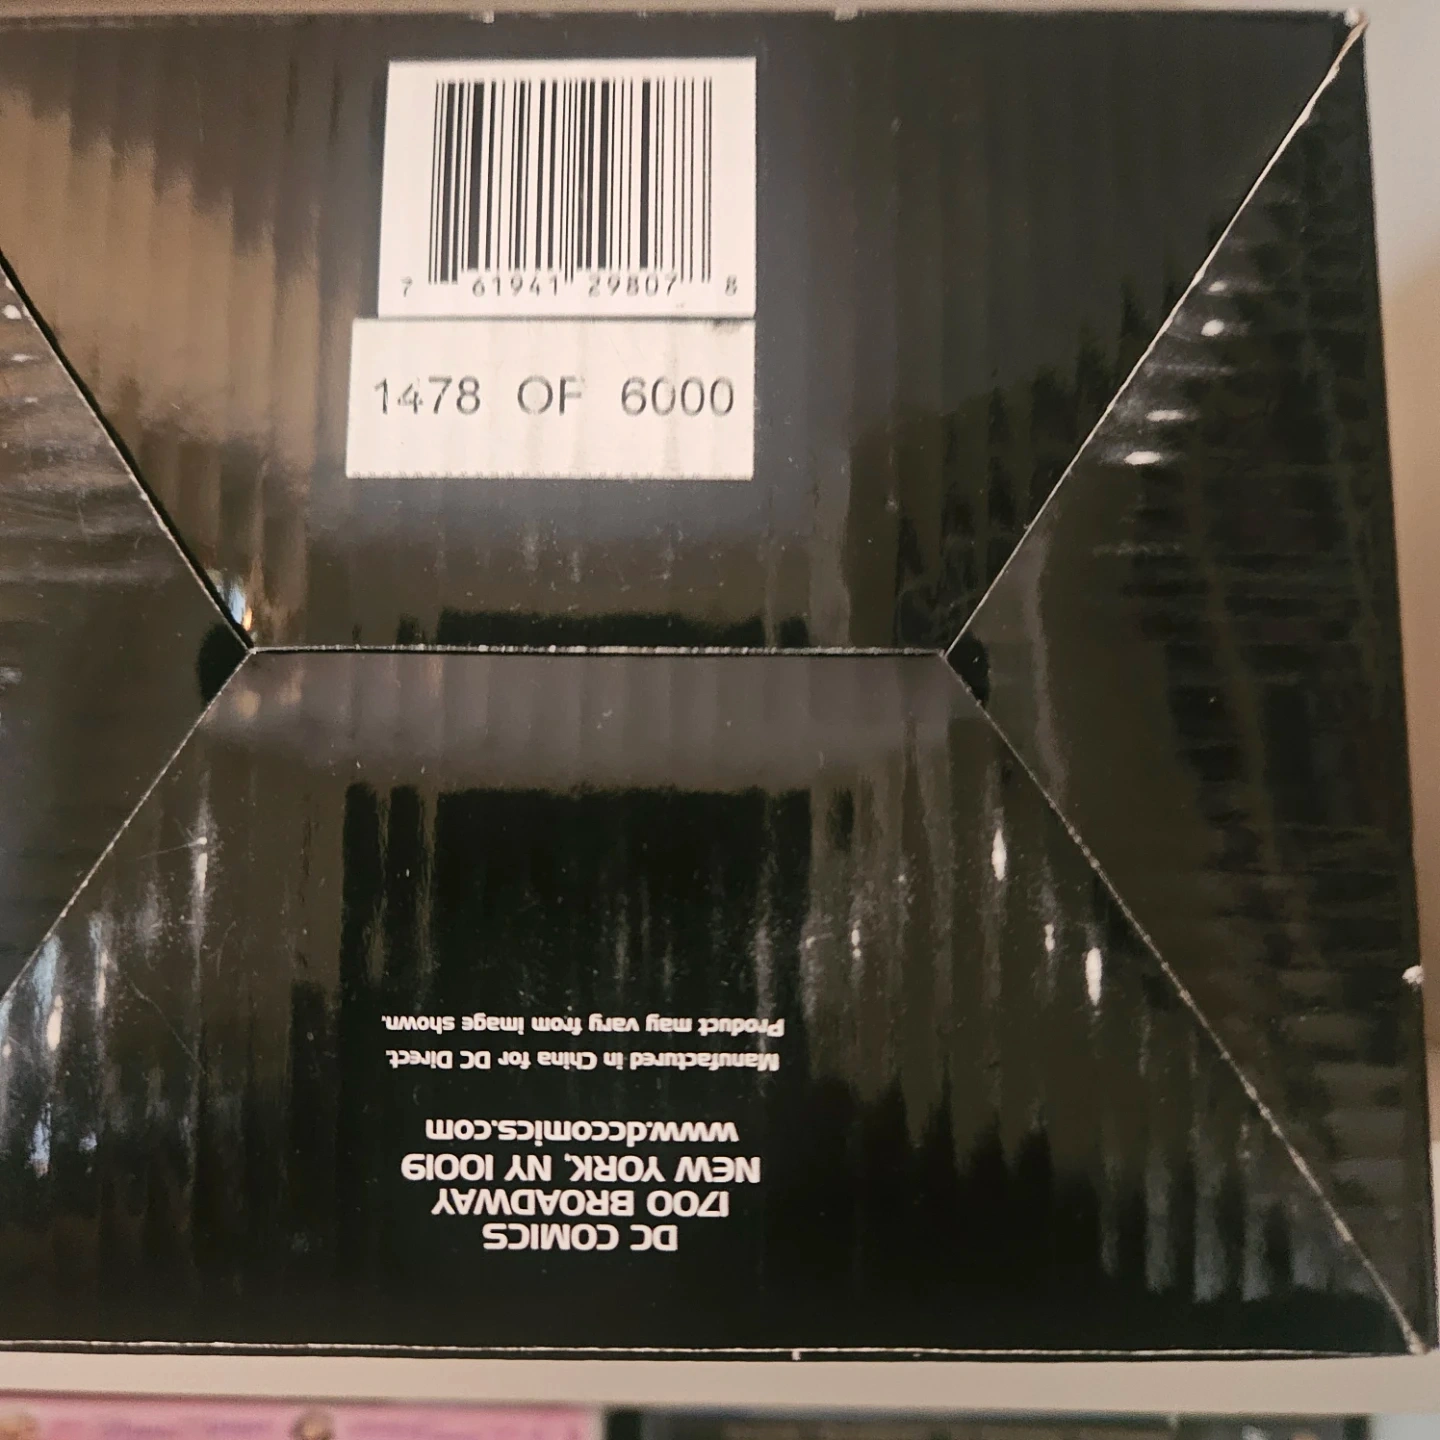 7 61941 29807 8
1478 OF 6000
DC COMICS
1700 BROADWAY
NEW YORK, NY 10019
www.dccomics.com
Manufactured in China for DC Direct.
Product may vary from image shown.